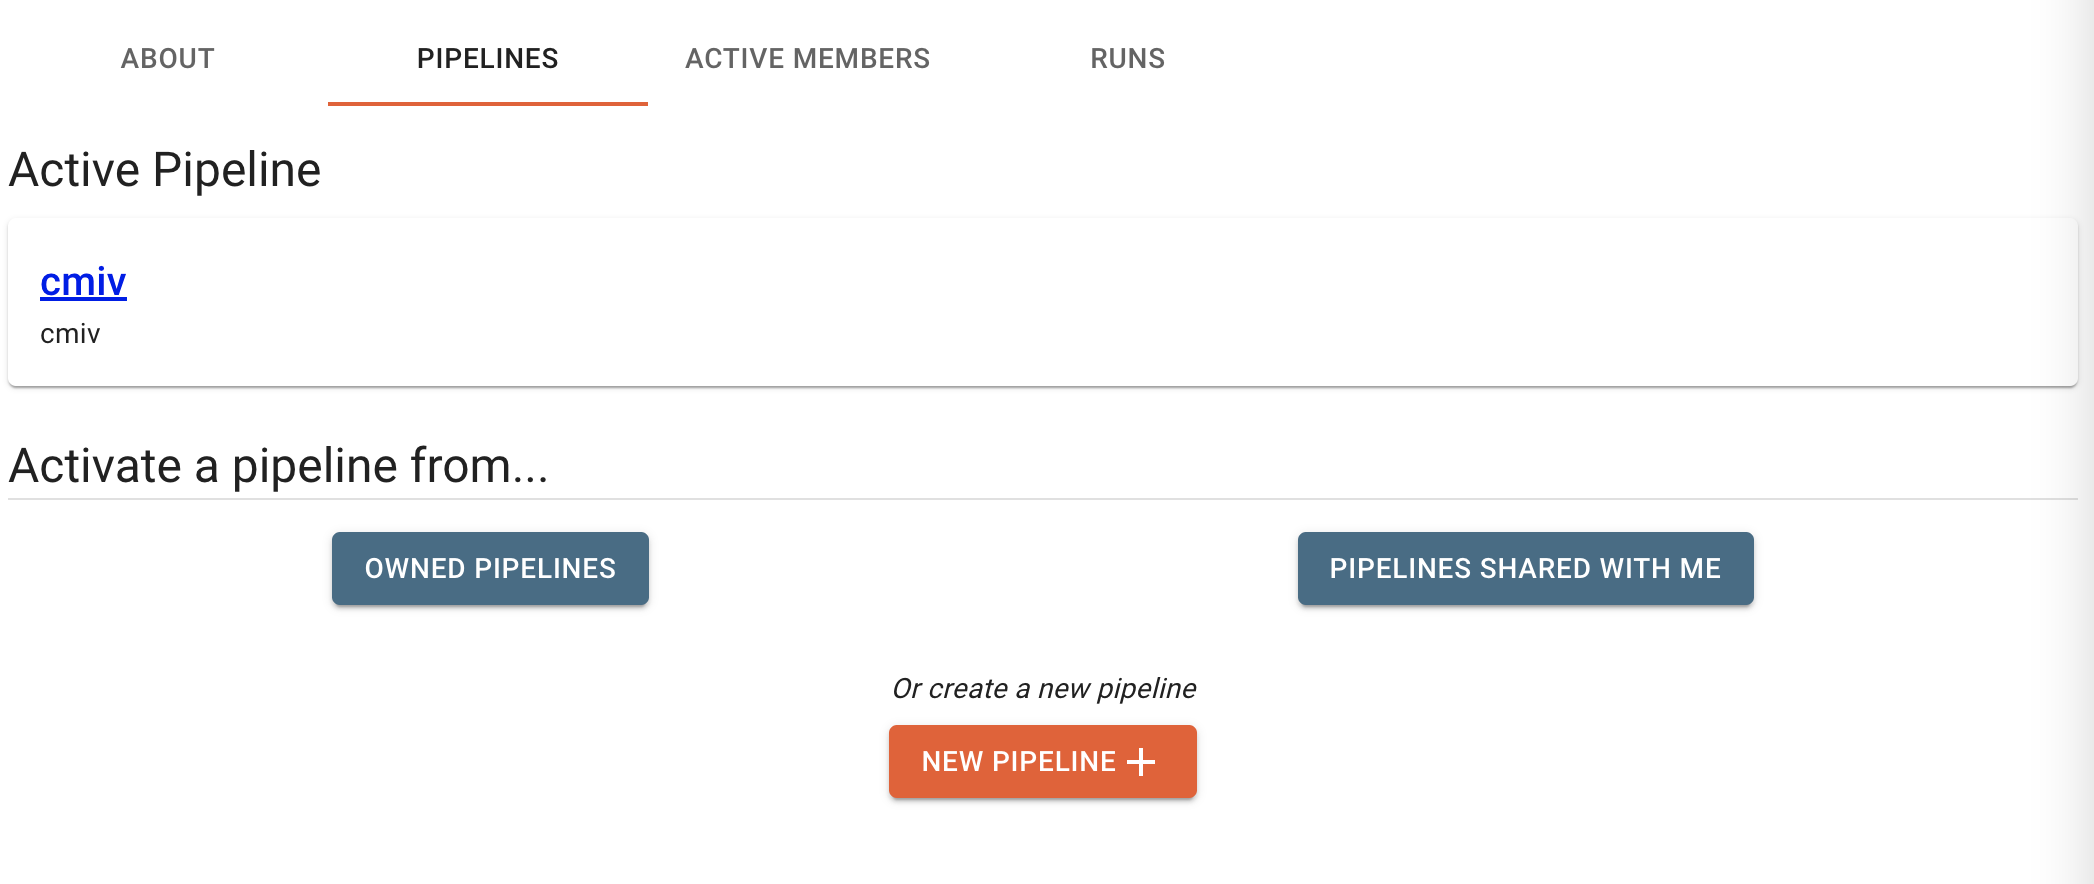 ABOUT PIPELINES ACTIVE MEMBERS RUNS
Active Pipeline
cmiv
cmiv
Activate a pipeline from...
OWNED PIPELINES PIPELINES SHARED WITH ME
Or create a new pipeline
NEW PIPELINE +